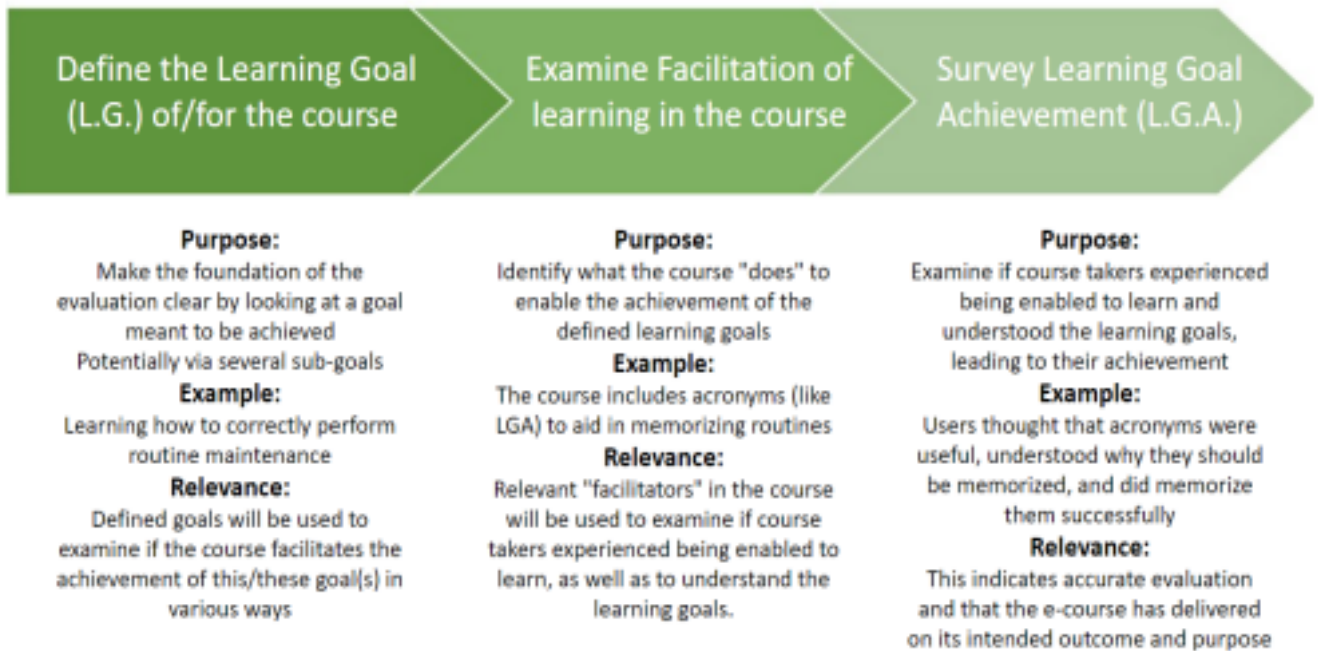 Define the Learning Goal
(L.G.) of/for the course
Examine Facilitation of
learning in the course
Survey Learning Goal
Achievement (L.G.A.)
Purpose:
Make the foundation of the
evaluation clear by looking at a goal
meant to be achieved
Potentially via several sub-goals
Example:
Learning how to correctly perform
routine maintenance
Relevance:
Defined goals will be used to
examine if the course facilitates the
achievement of this/these goal(s) in
various ways
Purpose:
Identify what the course "does" to
enable the achievement of the
defined learning goals
Example:
The course includes acronyms (like
LGA) to aid in memorizing routines
Relevance:
Relevant "facilitators" in the course
will be used to examine if course
takers experienced being enabled to
learn, as well as to understand the
learning goals.
Purpose:
Examine if course takers experienced
being enabled to learn and
understood the learning goals,
leading to their achievement
Example:
Users thought that acronyms were
useful, understood why they should
be memorized, and did memorize
them successfully
Relevance:
This indicates accurate evaluation
and that the e-course has delivered
on its intended outcome and purpose